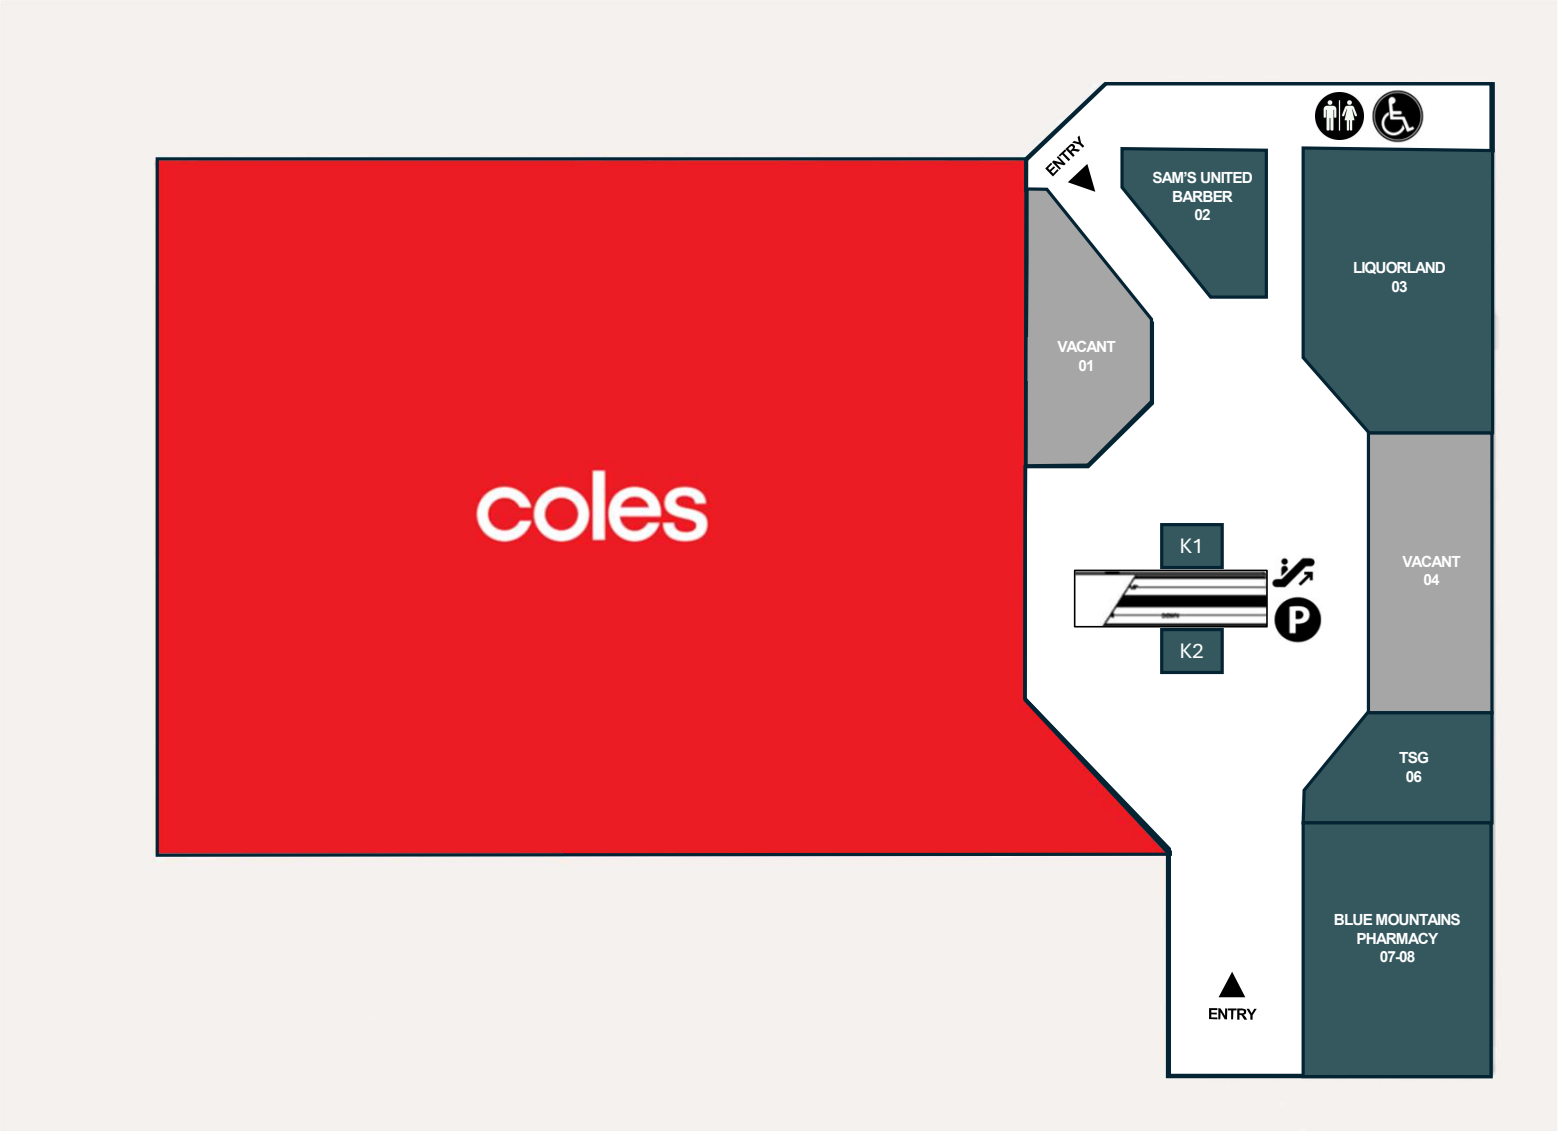 ENTRY
SAM'S UNITED
BARBER
02
LIQUORLAND
03
VACANT
01
coles
K1
VACANT
04
P
K2
TSG
06
BLUE MOUNTAINS
PHARMACY
07-08
ENTRY